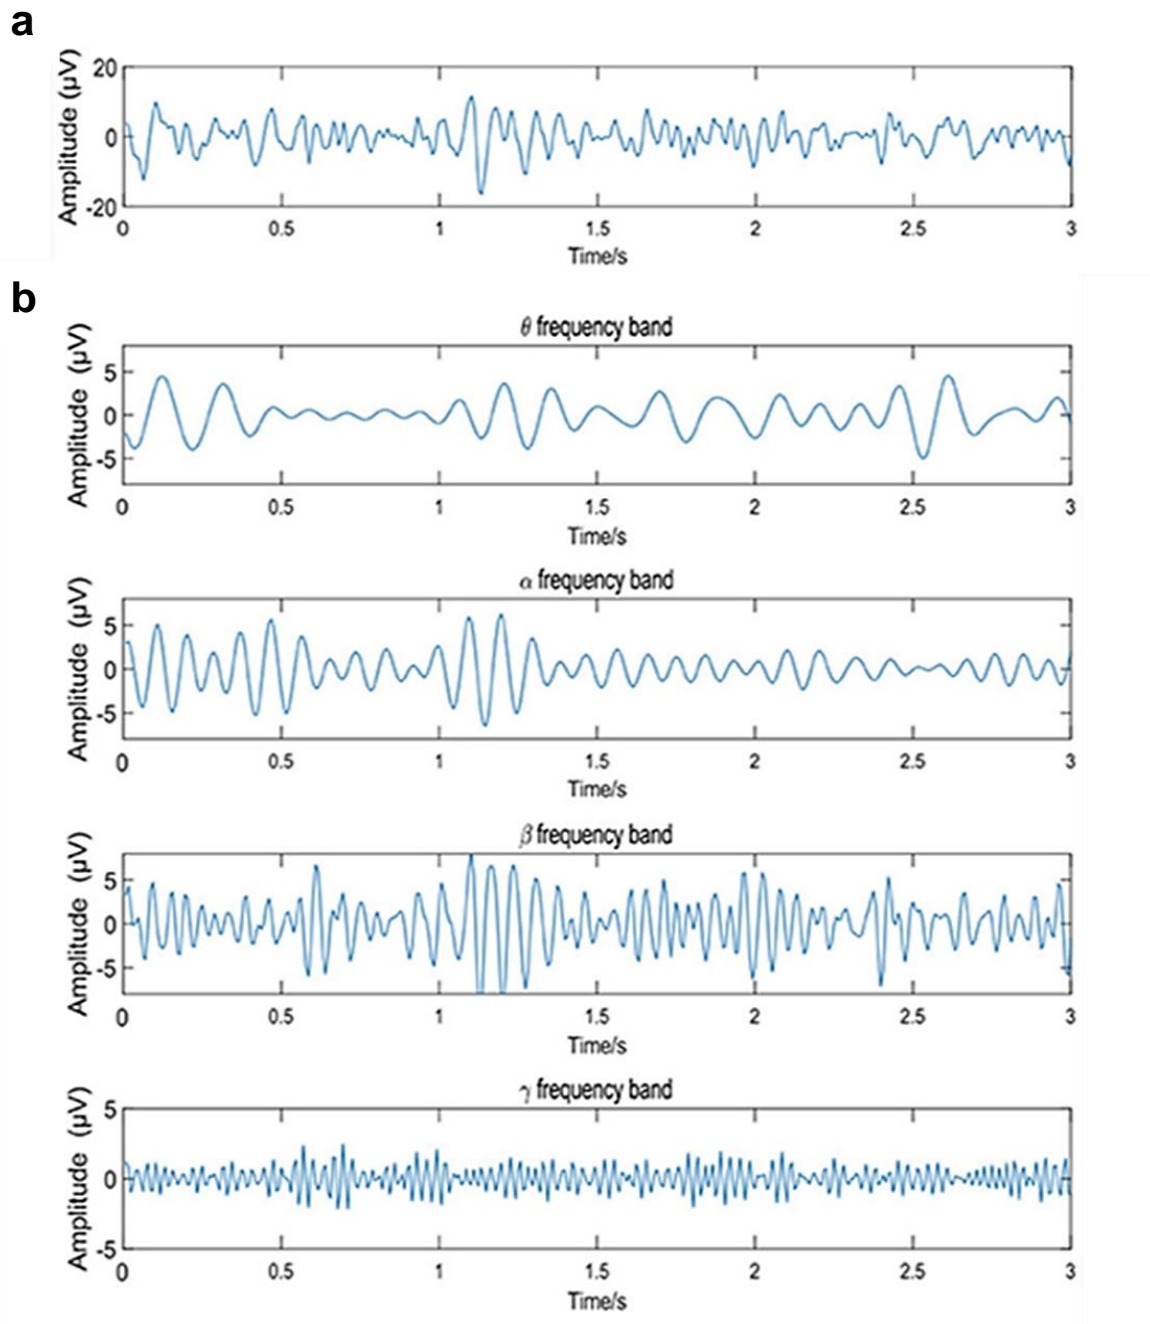 a
Amplitude (μV)
20
0
-20
0 0.5 1 1.5 2 2.5 3
Time/s
b
θ frequency band
Amplitude (μV)
5
0
-5
0 0.5 1 1.5 2 2.5 3
Time/s
α frequency band
Amplitude (μV)
5
0
-5
0 0.5 1 1.5 2 2.5 3
Time/s
β frequency band
Amplitude (μV)
5
0
-5
0 0.5 1 1.5 2 2.5 3
Time/s
γ frequency band
Amplitude (μV)
5
0
-5
0 0.5 1 1.5 2 2.5 3
Time/s